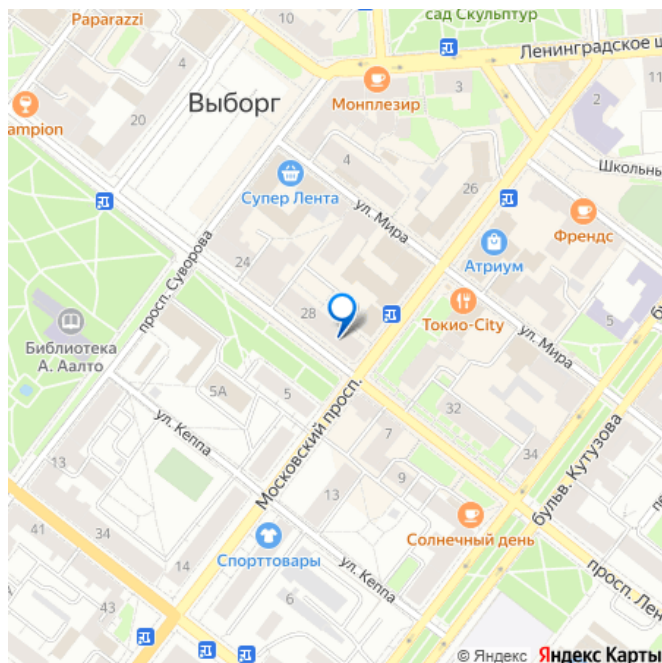 Paparazzi
10
сад Скульптур
Ленинградское ш
4
Монплезир
3
2
Выборг
ampion
20
4
Школьны
Супер Лента
26
ул. Мира
Френдс
просп. Суворова
24
Атриум
28
Токио-City
5
Библиотека
А. Аалто
ул. Мира
5А
5
Московский просп.
32
ул. Кеппа
7
34
бульв. Кутузова
13
9
13
41
34
Солнечный день
14
Спорттовары
ул. Кеппа
просп. Лен
43
6
© Яндекс Яндекс Карты